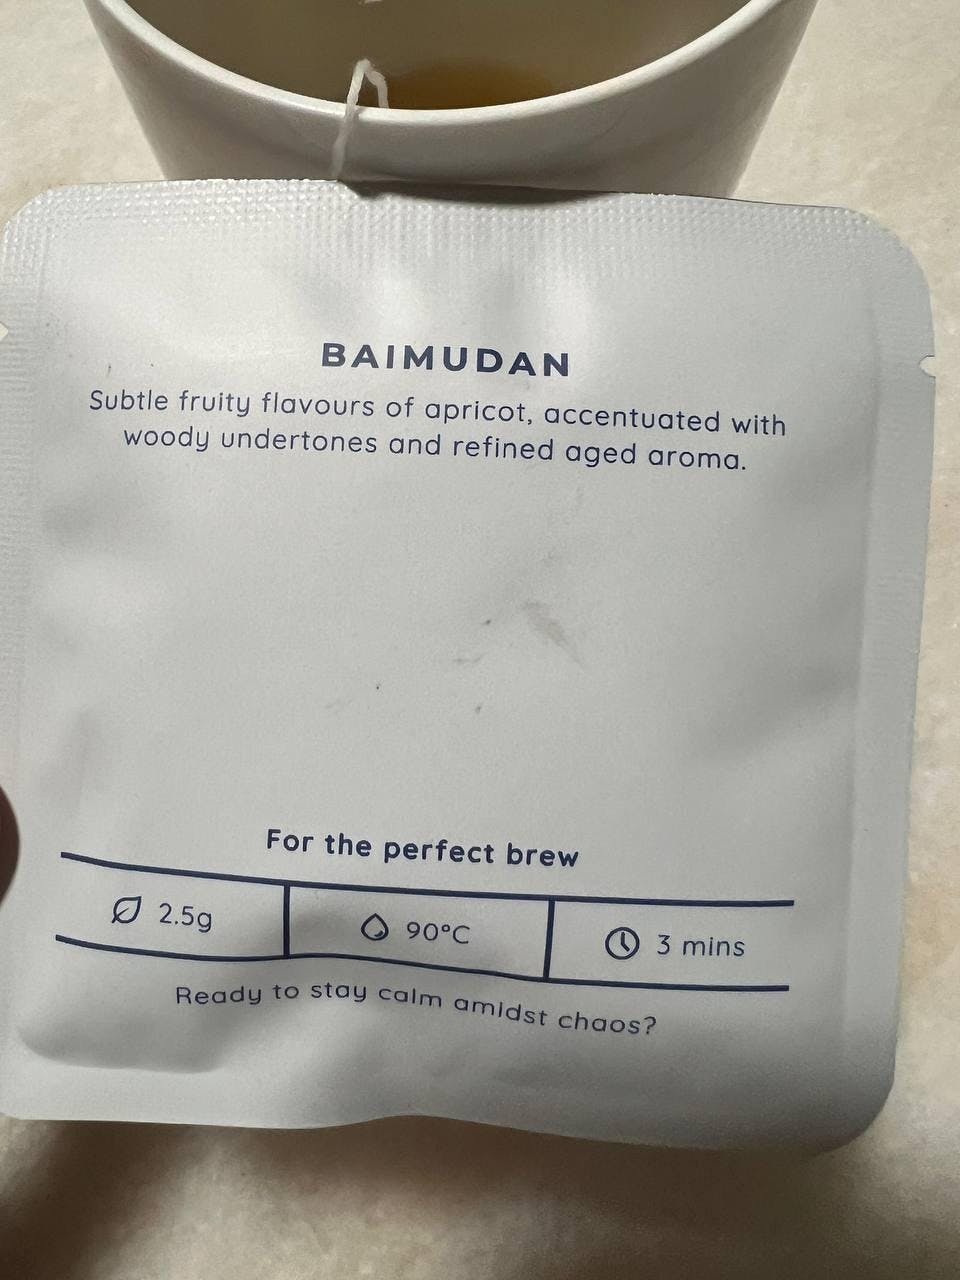 BAIMUDAN
Subtle fruity flavours of apricot, accentuated with
woody undertones and refined aged aroma.
For the perfect brew
2.5g
90°C
3 mins
Ready to stay calm amidst chaos?